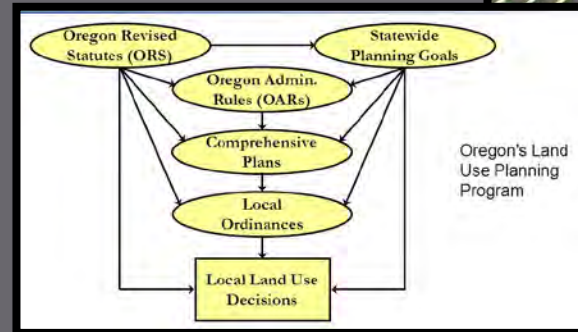 Oregon Revised
Statutes (ORS)
Statewide
Planning Goals
Oregon Admin.
Rules (OARs)
Comprehensive
Plans
Local
Ordinances
Local Land Use
Decisions
Oregon's Land
Use Planning
Program